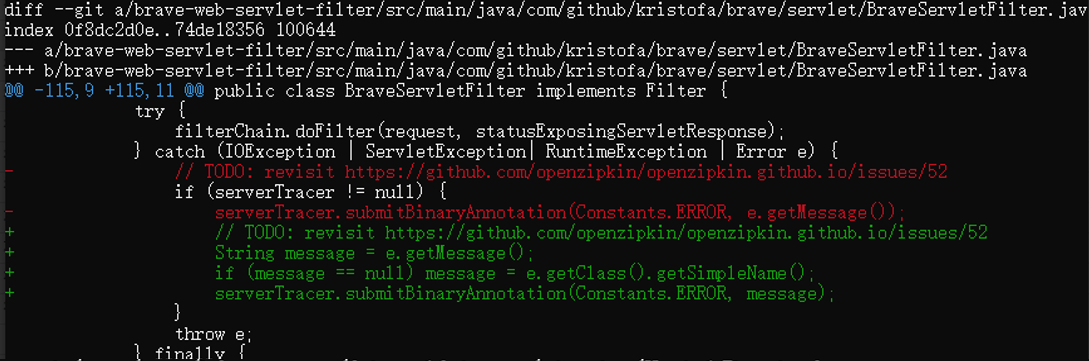 diff --git a/brave-web-servlet-filter/src/main/java/com/github/kristofa/brave/servlet/BraveServletFilter.jav
index 0f8dc2d0e..74de18356 100644
--- a/brave-web-servlet-filter/src/main/java/com/github/kristofa/brave/servlet/BraveServletFilter.java
+++ b/brave-web-servlet-filter/src/main/java/com/github/kristofa/brave/servlet/BraveServletFilter.java
@@ -115,9 +115,11 @@ public class BraveServletFilter implements Filter {
             try {
                 filterChain.doFilter(request, statusExposingServletResponse);
             } catch (IOException | ServletException| RuntimeException | Error e) {
-                // TODO: revisit https://github.com/openzipkin/openzipkin.github.io/issues/52
                 if (serverTracer != null) {
-                    serverTracer.submitBinaryAnnotation(Constants.ERROR, e.getMessage());
+                    // TODO: revisit https://github.com/openzipkin/openzipkin.github.io/issues/52
+                    String message = e.getMessage();
+                    if (message == null) message = e.getClass().getSimpleName();
+                    serverTracer.submitBinaryAnnotation(Constants.ERROR, message);
                 }
                 throw e;
             } finally {